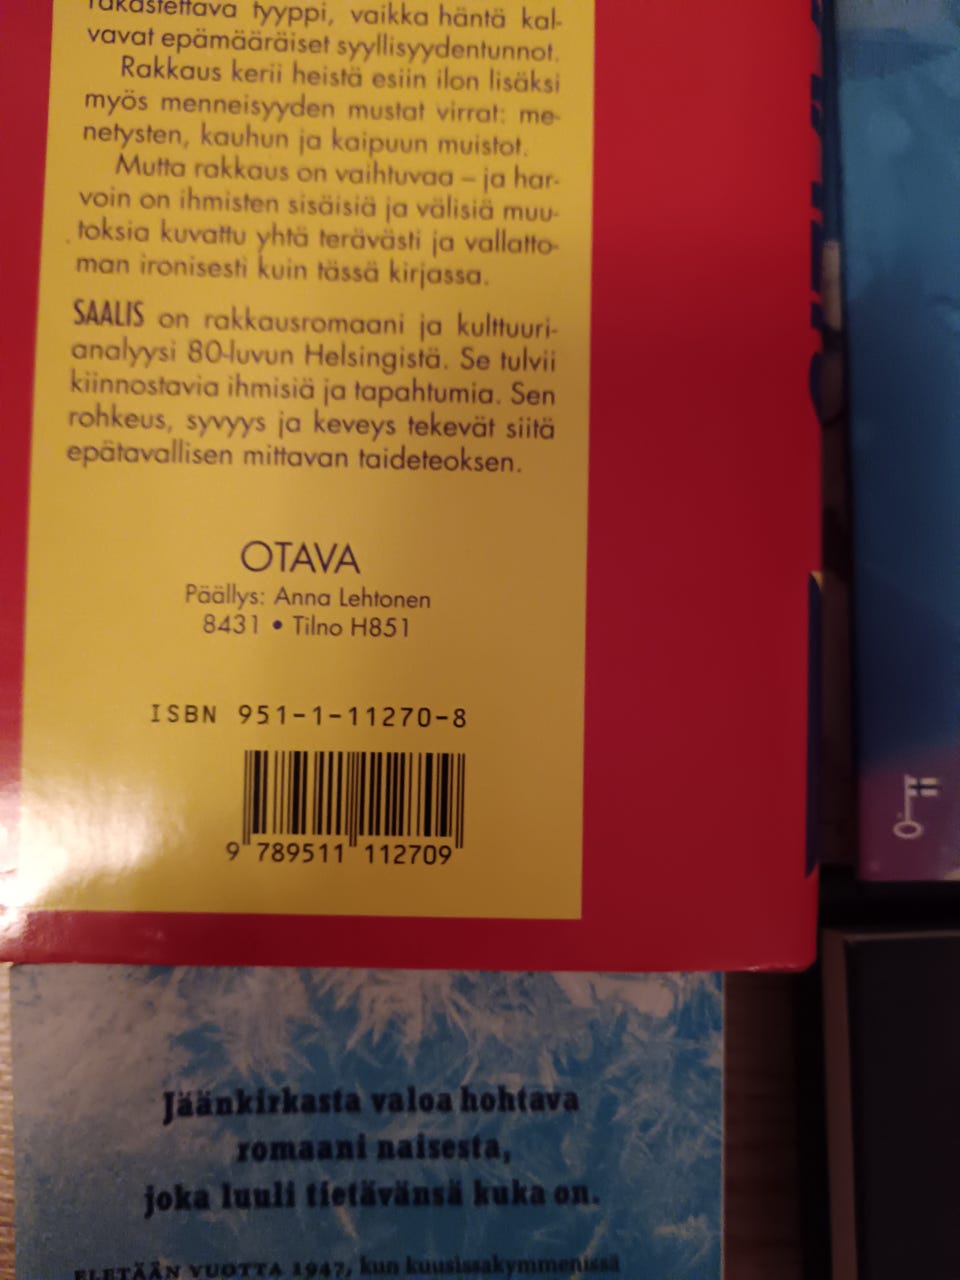 rakastettava tyyppi, vaikka häntä kal-
vavat epämääräiset syyllisyydentunnot.
Rakkaus kerii heistä esiin ilon lisäksi
myös menneisyyden mustat virrat: me-
netysten, kauhun ja kaipuun muistot.
Mutta rakkaus on vaihtuvaa – ja har-
voin on ihmisten sisäisiä ja välisiä muu-
toksia kuvattu yhtä terävästi ja vallatto-
man ironisesti kuin tässä kirjassa.
SAALIS on rakkausromaani ja kulttuuri-
analyysi 80-luvun Helsingistä. Se tulvii
kiinnostavia ihmisiä ja tapahtumia. Sen
rohkeus, syvyys ja keveys tekevät siitä
epätavallisen mittavan taideteoksen.
OTAVA
Päällys: Anna Lehtonen
8431 • Tilno H851
ISBN 951-1-11270-8
9 789511 112709
Jäänkirkasta valoa hohtava
romaani naisesta,
joka luuli tietävänsä kuka on.
ELETÄÄN VUOTTA 1947, kun kuusissakymmenissä